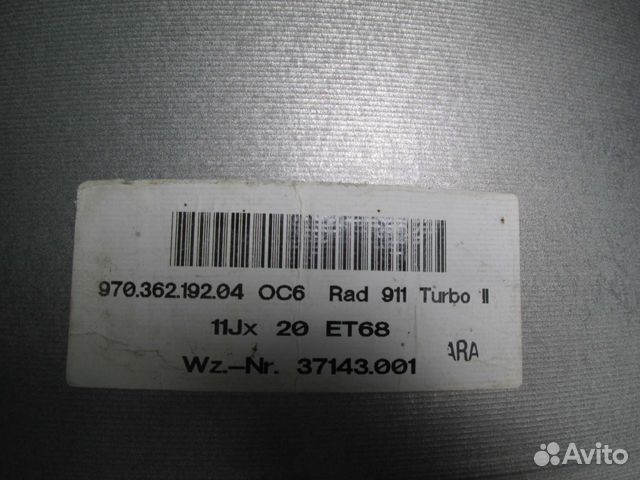 970.362.192.04 OC6 Rad 911 Turbo II
11Jx 20 ET68
Wz.-Nr. 37143.001
ARA
Avito